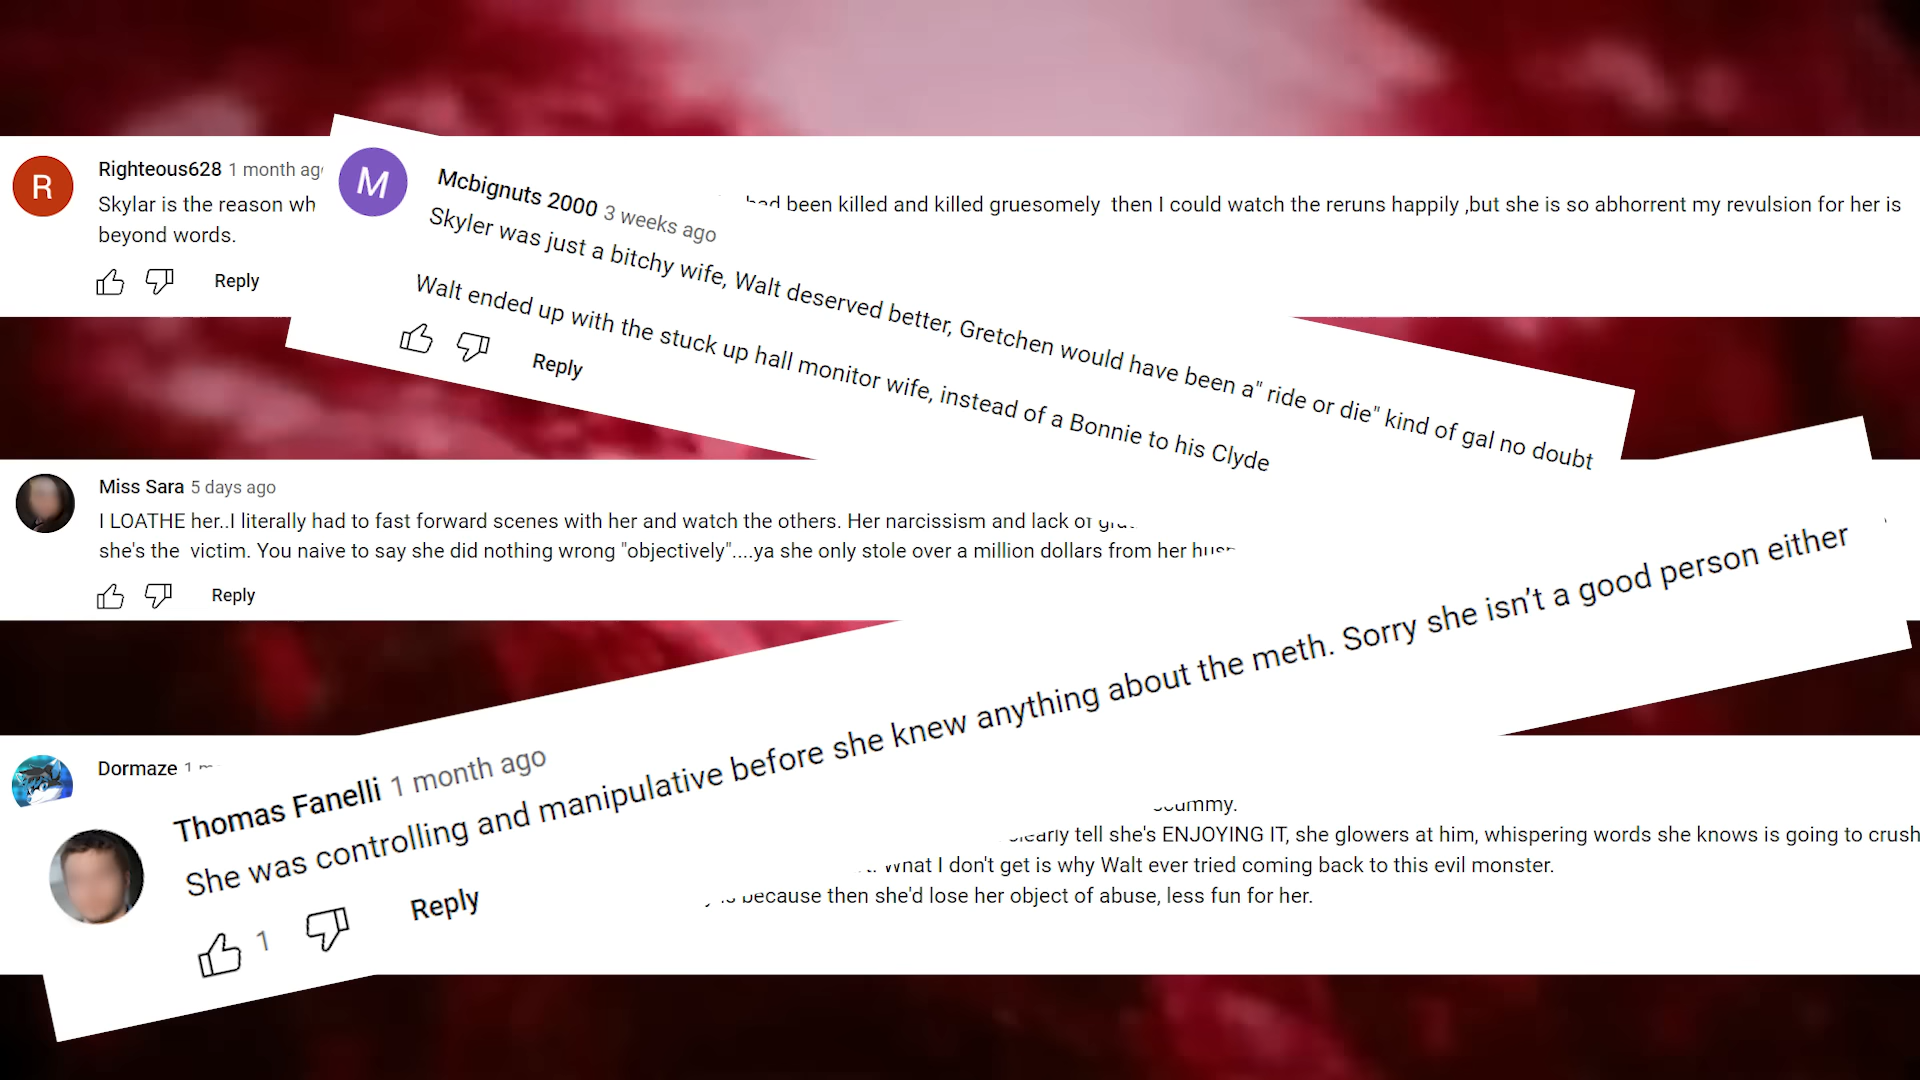 Righteous628 1 month
Skylar is the reason been killed and killed gruesomely then I could watch the reruns happily ,but she is so abhorrent my revulsion for her is
beyond words.
Reply
M
R
Mcbignuts 2000 3 weeks ago
Skyler was just a bitchy wife, Walt deserved better, Gretchen would have been a" ride or die" kind of gal no doubt
Walt ended up with the stuck up hall monitor wife, instead of a Bonnie to his Clyde
Reply
Miss Sara 5 days ago
I LOATHE her..I literally had to fast forward scenes with her and watch the others. Her narcissism and lack of
she's the victim. You naive to say she did nothing wrong "objectively"....ya she only stole over a million dollars from her
Reply
Dormaze 1
tell she's ENJOYING IT, she glowers at him, whispering words she knows is going to crush
What I don't get is why Walt ever tried coming back to this evil monster.
because then she'd lose her object of abuse, less fun for her.
Thomas Fanelli 1 month ago
She was controlling and manipulative before she knew anything about the meth. Sorry she isn't a good person either
1
Reply